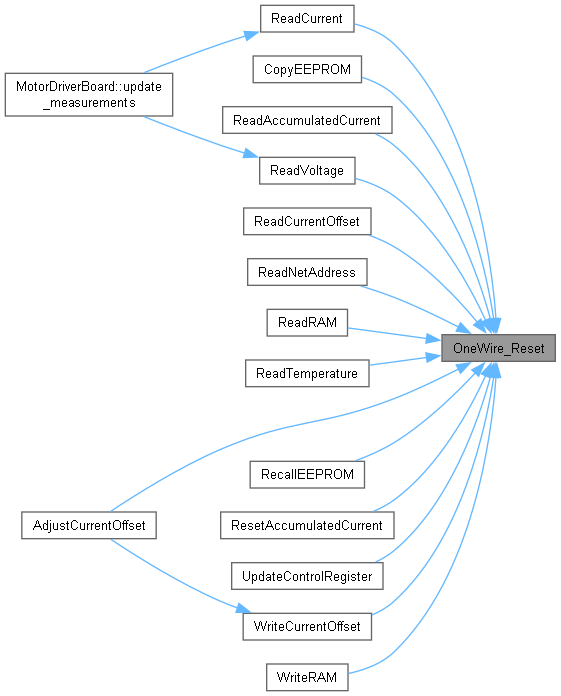 ReadCurrent
CopyEEPROM
MotorDriverBoard::update
_measurements
ReadAccumulatedCurrent
ReadVoltage
ReadCurrentOffset
ReadNetAddress
ReadRAM
OneWire_Reset
ReadTemperature
RecallEEPROM
AdjustCurrentOffset
ResetAccumulatedCurrent
UpdateControlRegister
WriteCurrentOffset
WriteRAM